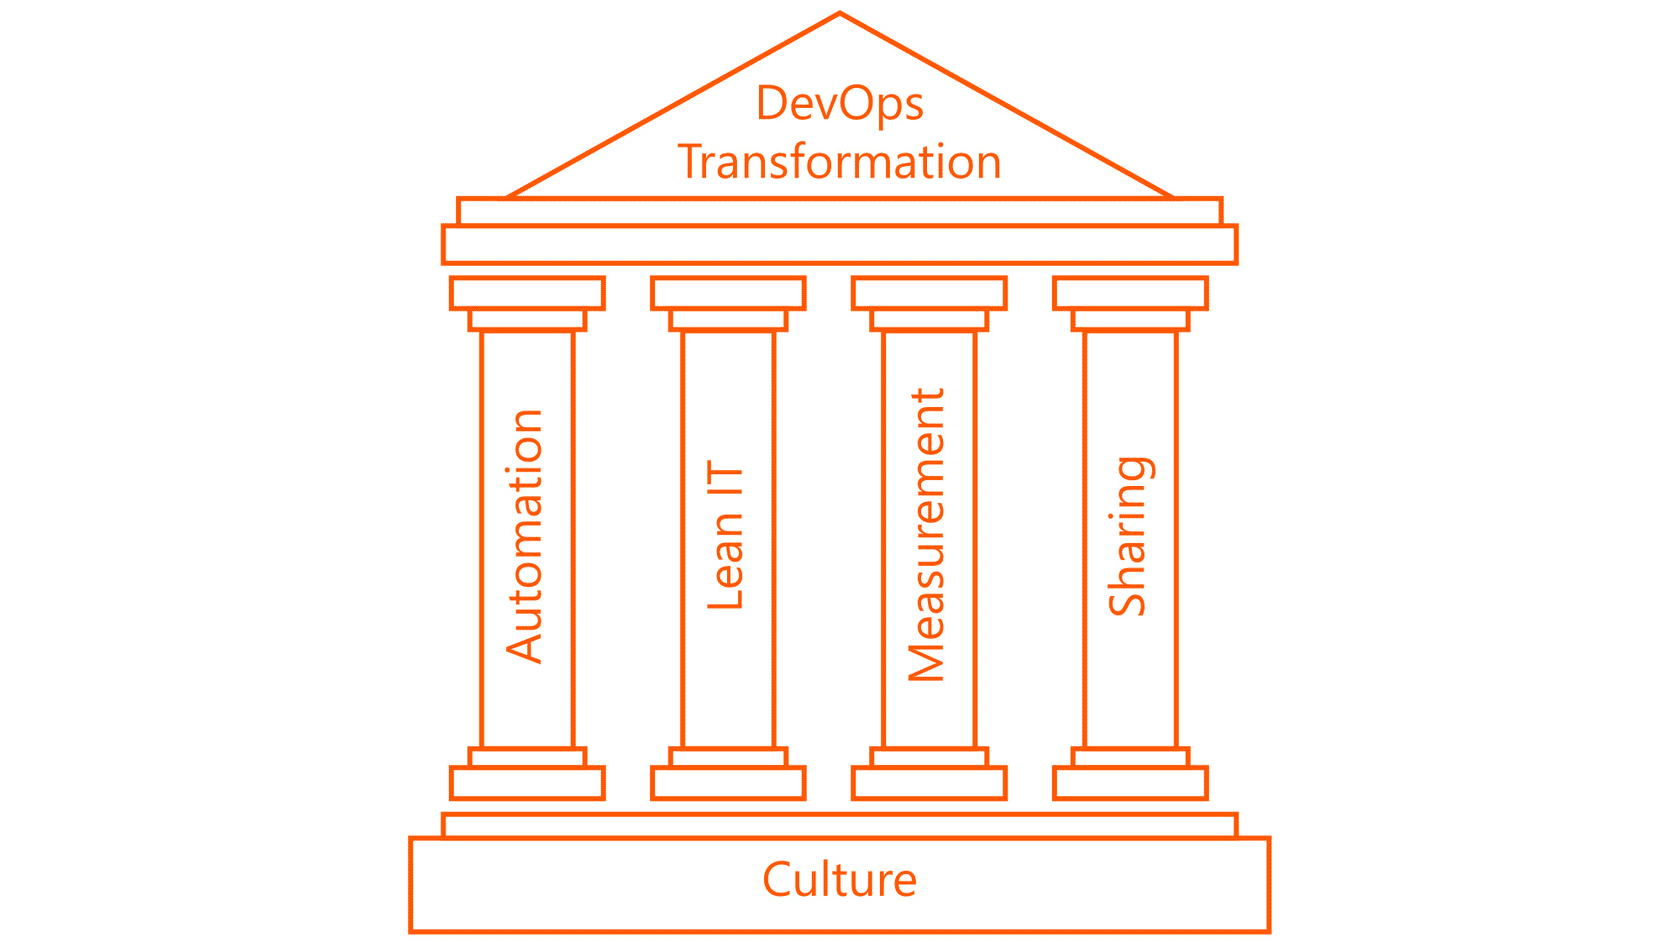 DevOps
Transformation
Automation
Lean IT
Measurement
Sharing
Culture